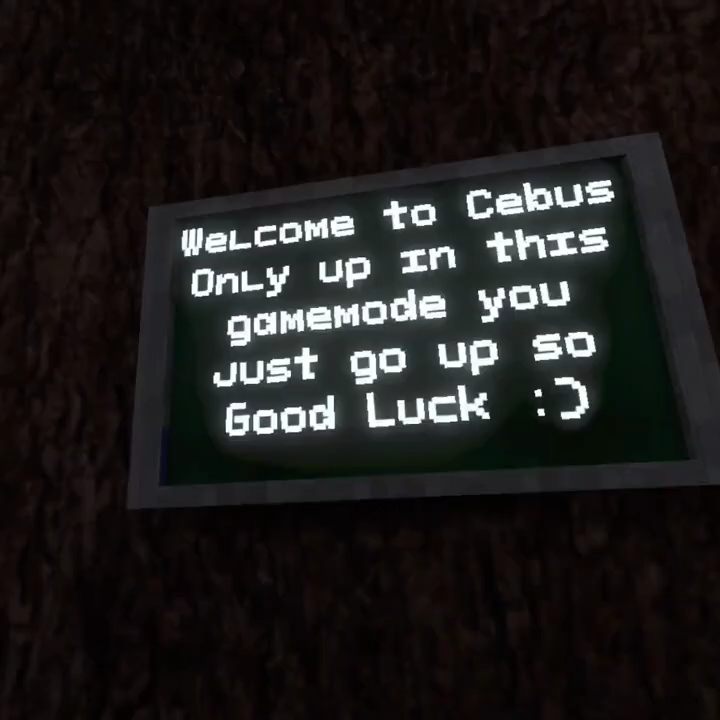 Welcome to Cebus
Only up in this
gamemode you
just go up so
Good Luck :)